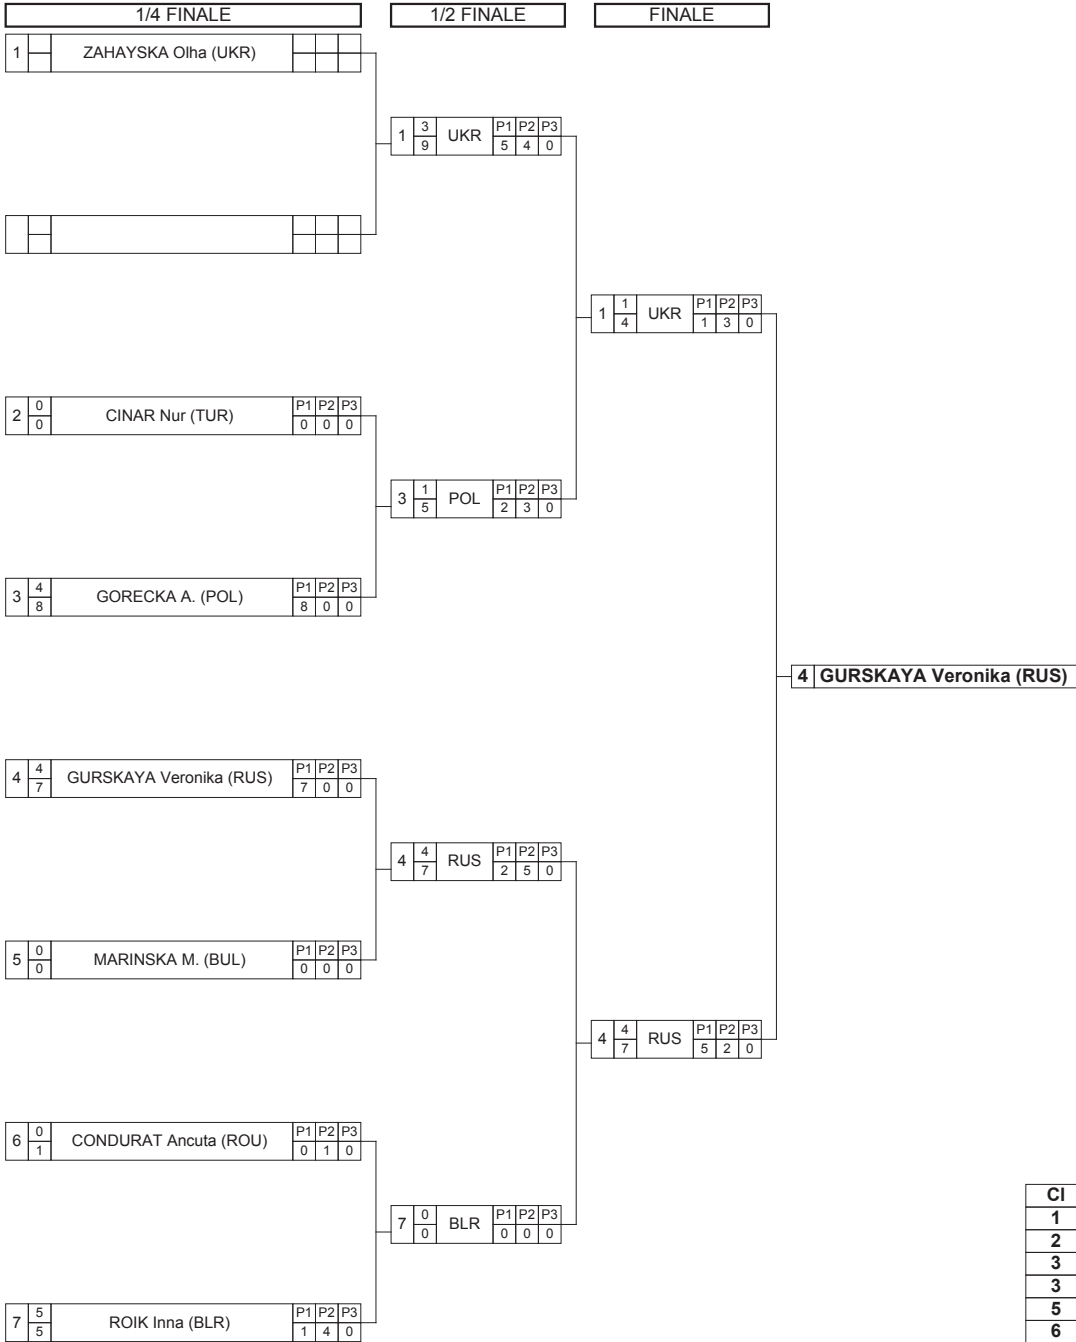 1/4 FINALE 1/2 FINALE FINALE
1 ZAHAYSKA Olha (UKR)
1 3 9 UKR P1 P2 P3 5 4 0
1 1 4 UKR P1 P2 P3 1 3 0
2 0 0 CINAR Nur (TUR) P1 P2 P3 0 0 0
3 1 5 POL P1 P2 P3 2 3 0
3 4 8 GORECKA A. (POL) P1 P2 P3 8 0 0
4 GURSKAYA Veronika (RUS)
4 4 7 GURSKAYA Veronika (RUS) P1 P2 P3 7 0 0
4 4 7 RUS P1 P2 P3 2 5 0
5 0 0 MARINSKA M. (BUL) P1 P2 P3 0 0 0
4 4 7 RUS P1 P2 P3 5 2 0
6 0 1 CONDURAT Ancuta (ROU) P1 P2 P3 0 1 0
7 0 0 BLR P1 P2 P3 0 0 0
7 5 5 ROIK Inna (BLR) P1 P2 P3 1 4 0
Cl
1
2
3
3
5
6